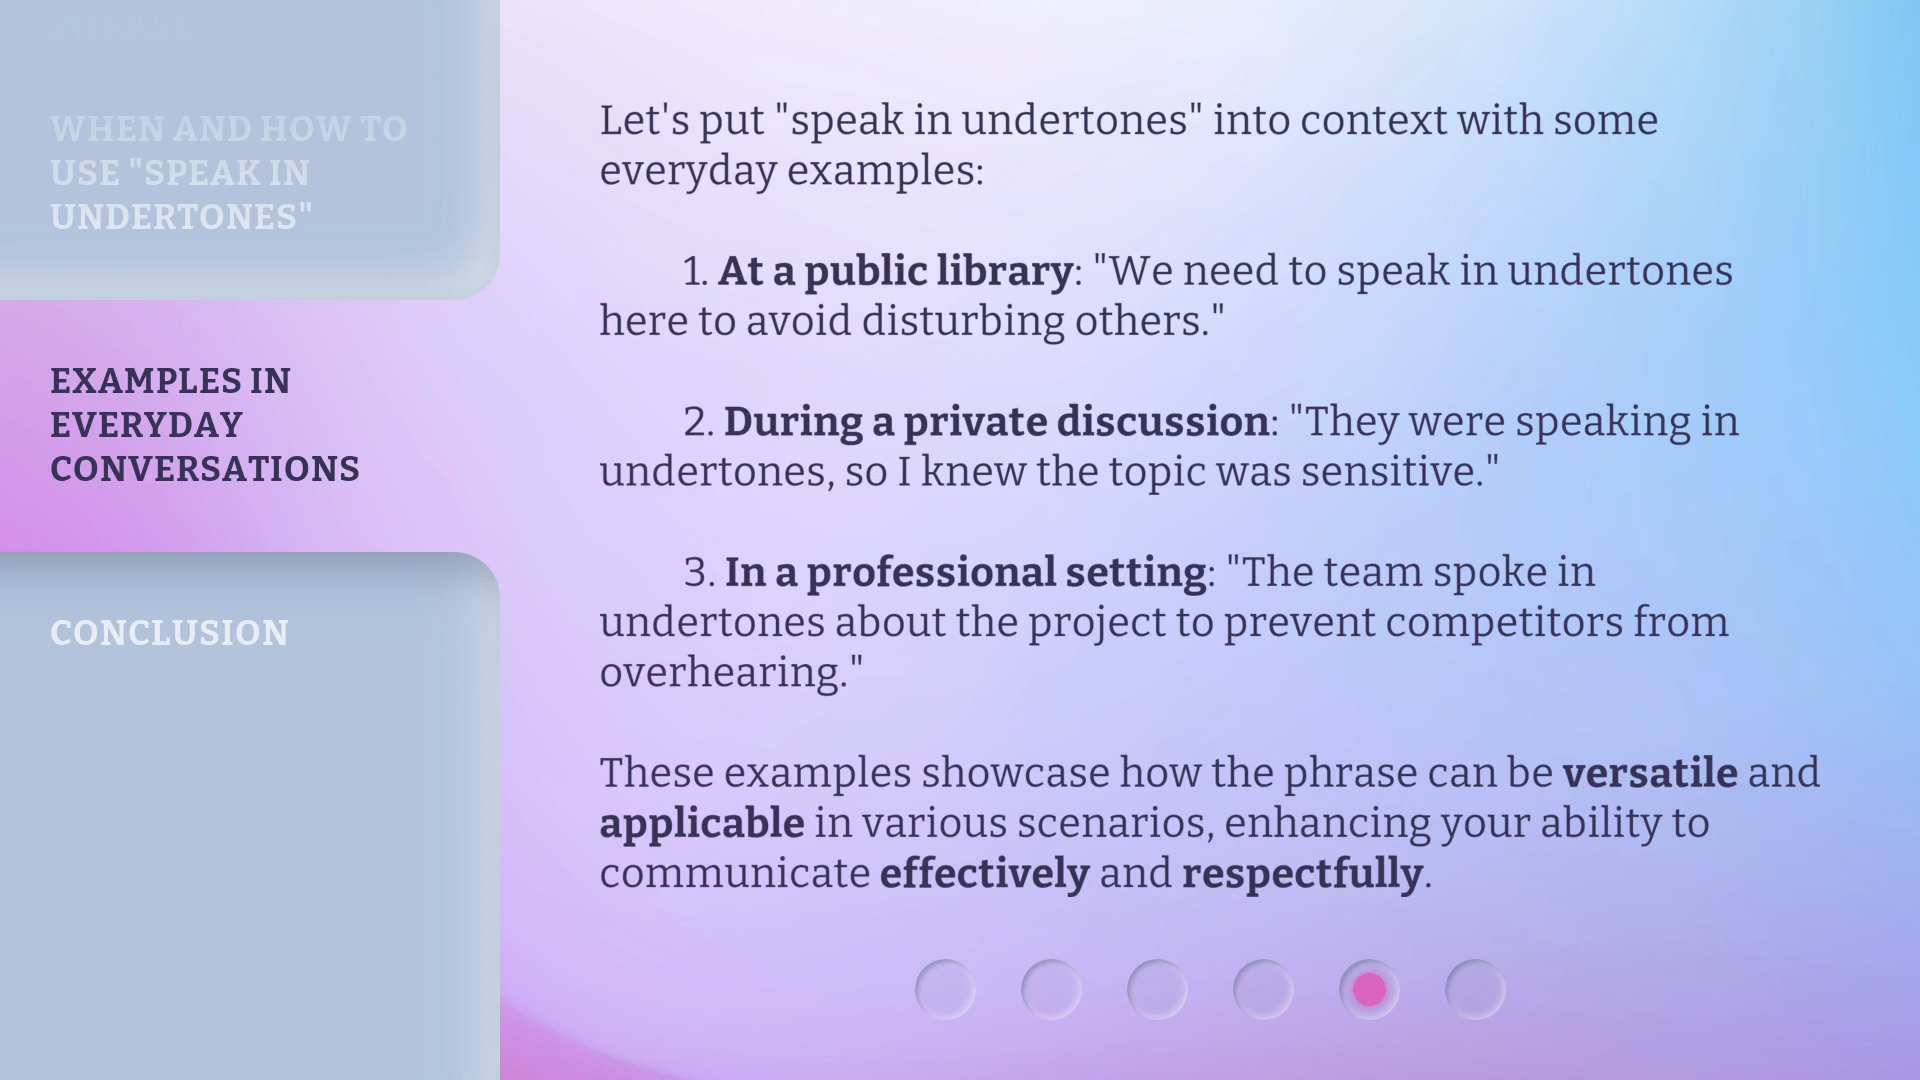 WHEN AND HOW TO
USE "SPEAK IN
UNDERTONES"
EXAMPLES IN
EVERYDAY
CONVERSATIONS
CONCLUSION
Let's put "speak in undertones" into context with some
everyday examples:
1. At a public library: "We need to speak in undertones
here to avoid disturbing others."
2. During a private discussion: "They were speaking in
undertones, so I knew the topic was sensitive."
3. In a professional setting: "The team spoke in
undertones about the project to prevent competitors from
overhearing."
These examples showcase how the phrase can be versatile and
applicable in various scenarios, enhancing your ability to
communicate effectively and respectfully.